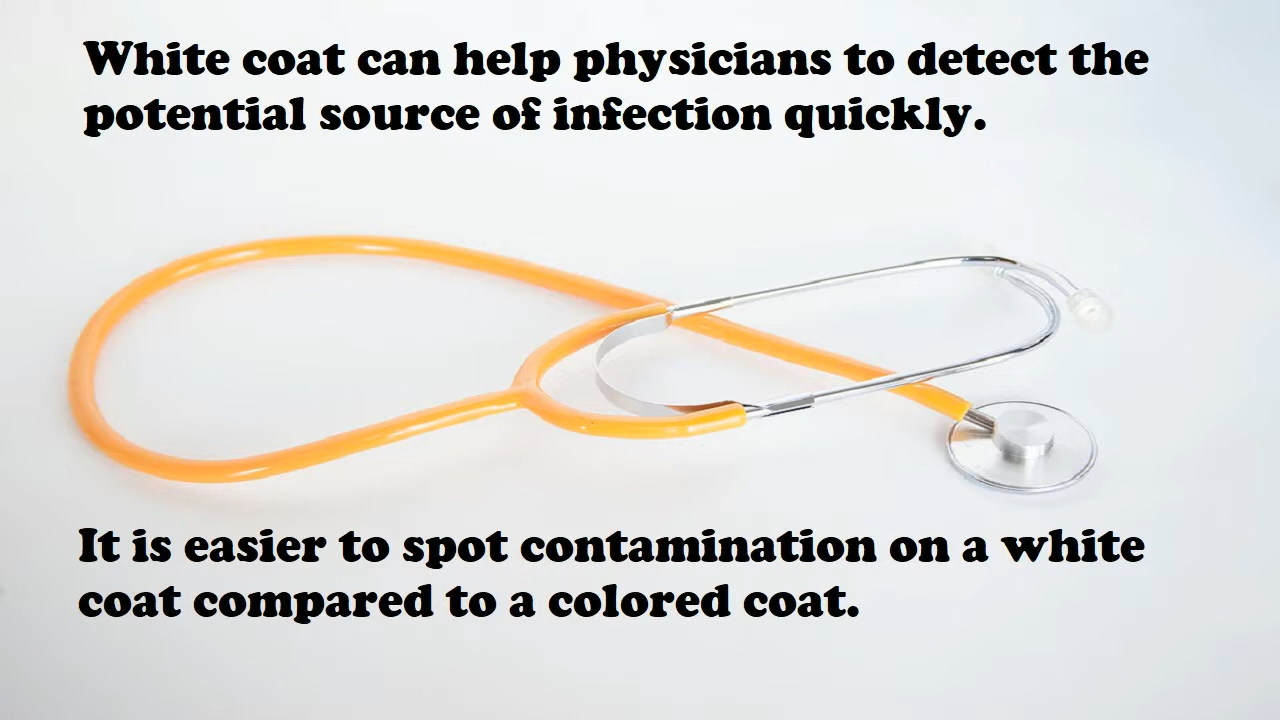 White coat can help physicians to detect the
potential source of infection quickly.
It is easier to spot contamination on a white
coat compared to a colored coat.